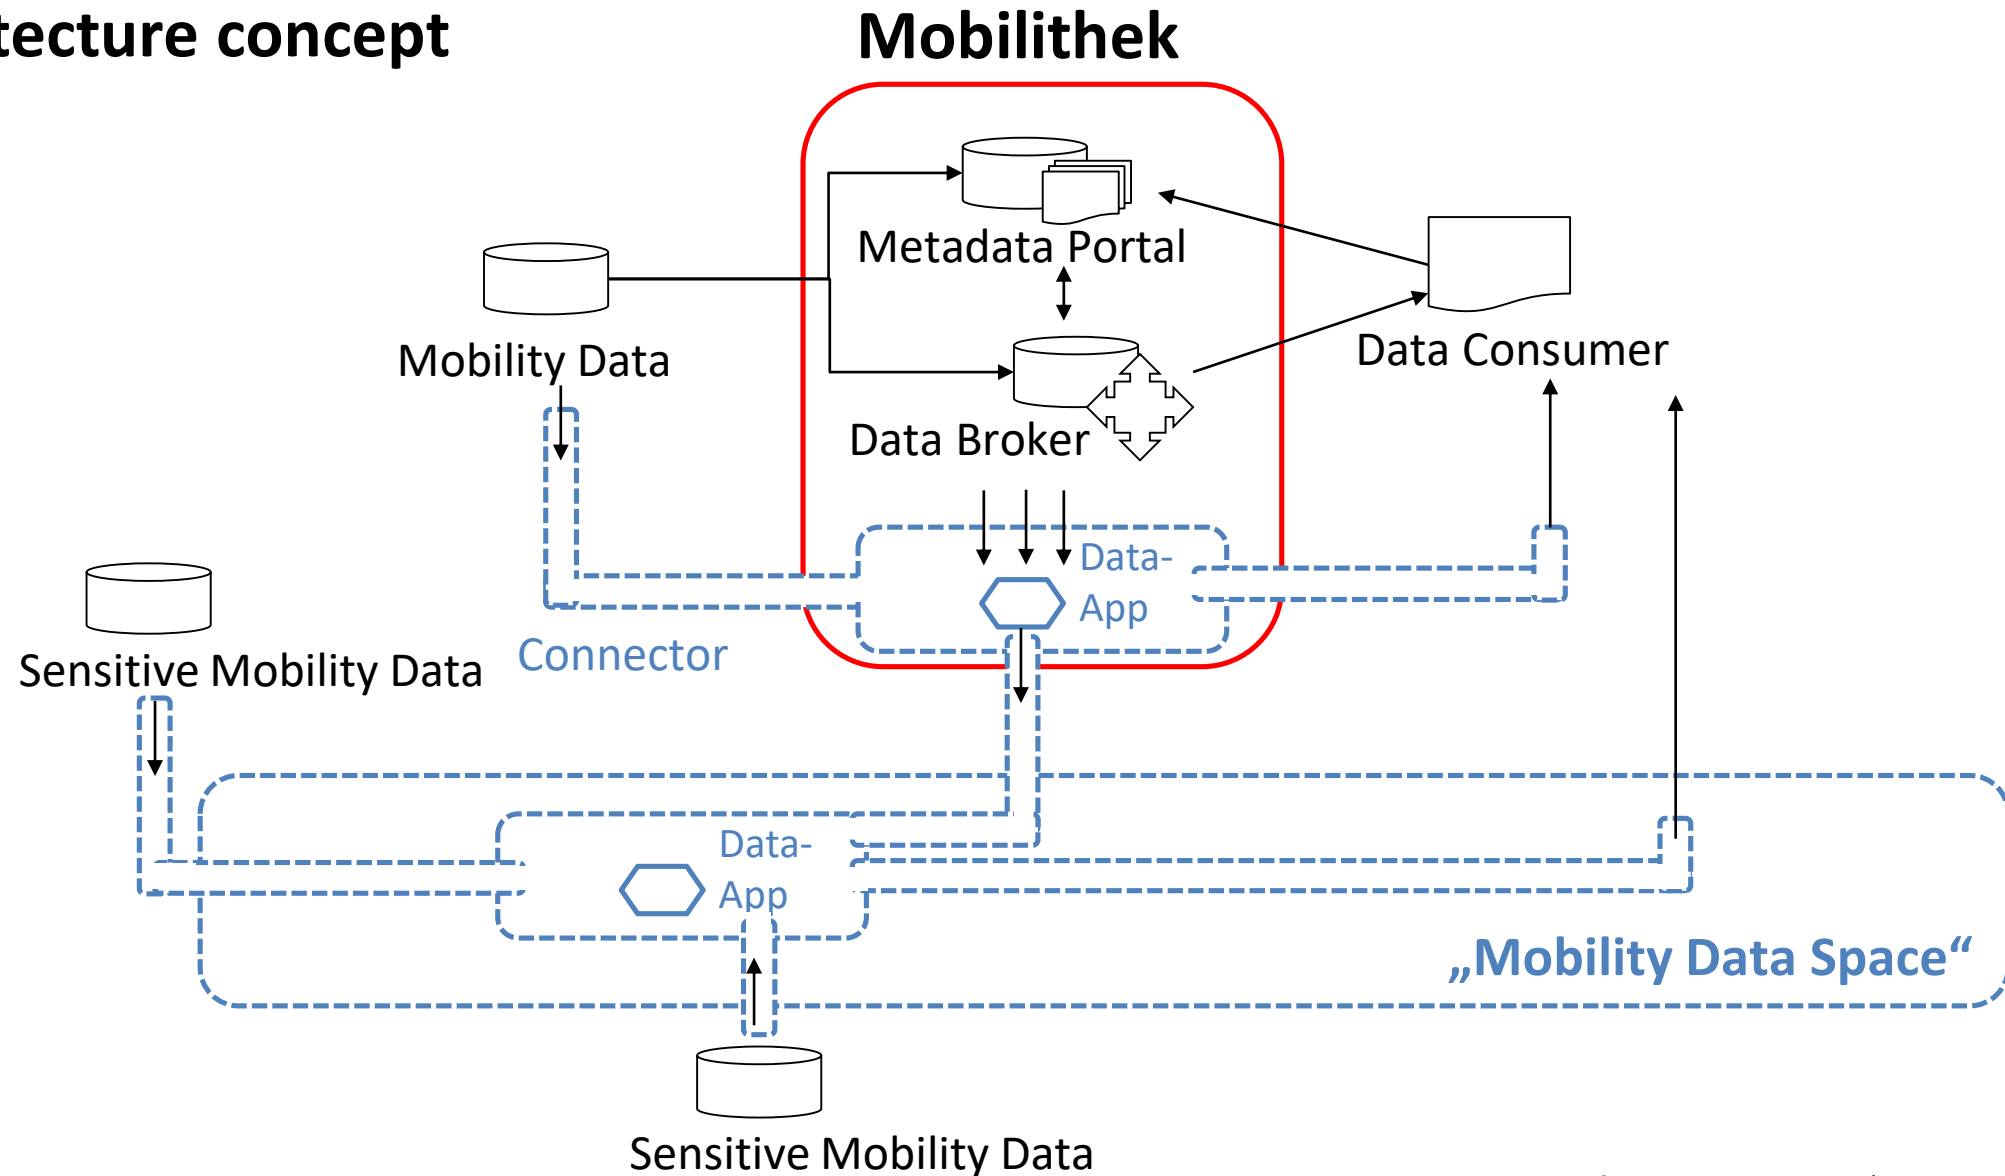 tecture concept
Mobilithek
Metadata Portal
Mobility Data
Data Consumer
Data Broker
Data-
App
Connector
Sensitive Mobility Data
Data-
App
„Mobility Data Space“
Sensitive Mobility Data